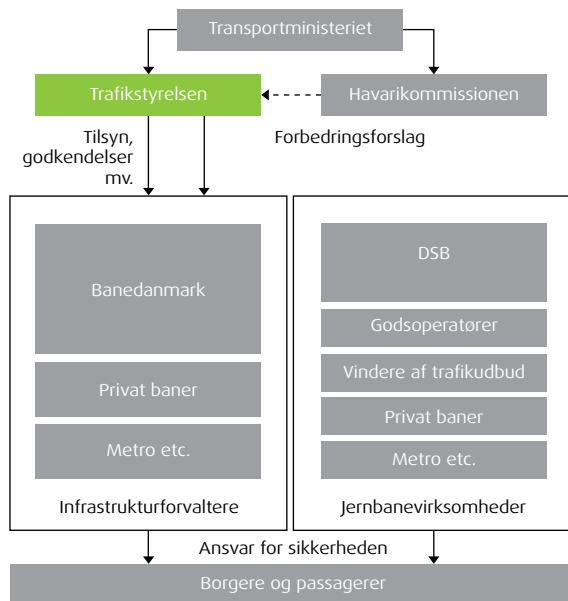 Transportministeriet
Trafikstyrelsen
Havarikommissionen
Tilsyn,
godkendelser
mv.
Forbedringsforslag
Banedanmark
Privat baner
Metro etc.
Infrastrukturforvaltere
DSB
Godsoperatører
Vindere af trafikudbud
Privat baner
Metro etc.
Jernbanevirksomheder
Ansvar for sikkerheden
Borgere og passagerer